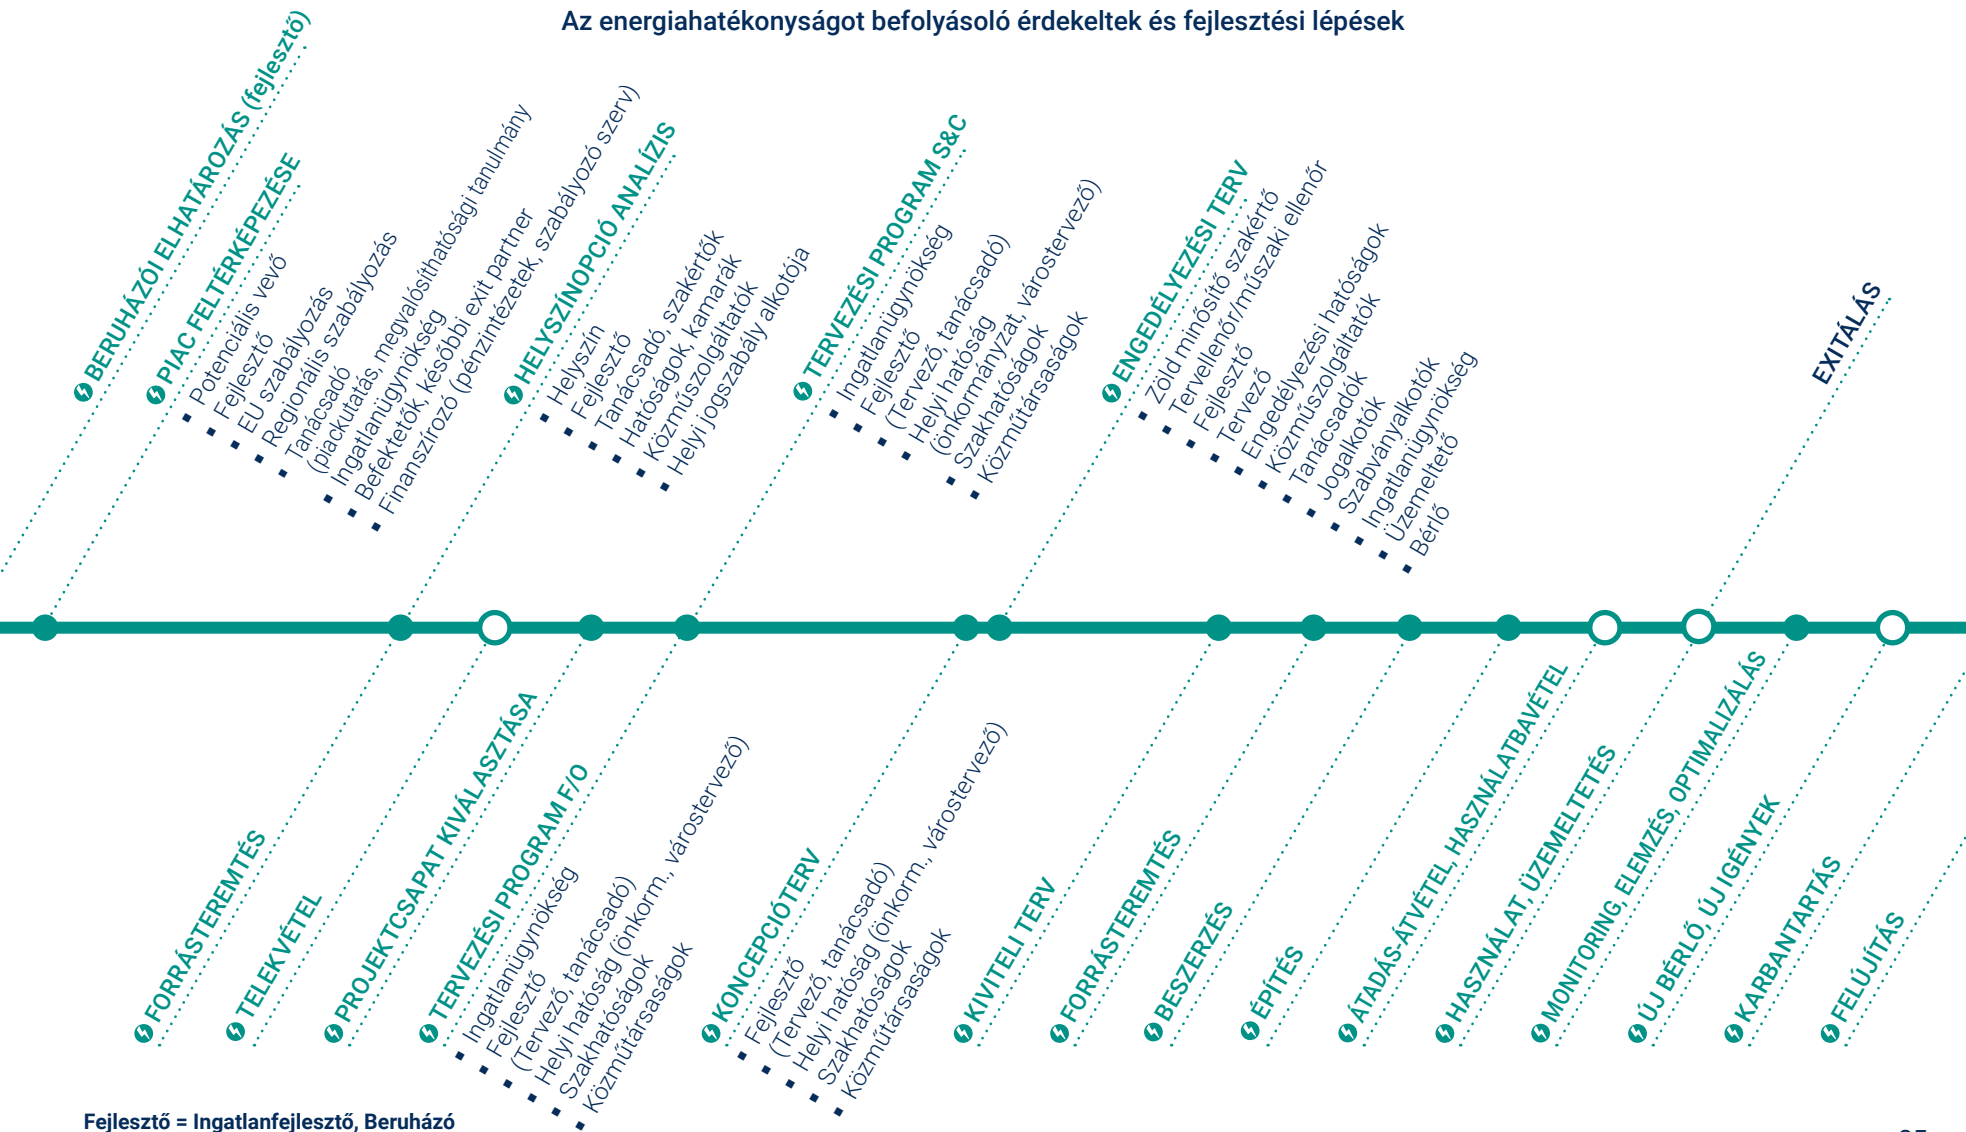 Az energiahatékonyságot befolyásoló érdekeltek és fejlesztési lépések
BERUHÁZÓI ELHATÁROZÁS (fejlesztő)
PIAC FELTÉRKÉPEZÉSE
Potenciális vevő
Fejlesztő
EU szabályozás
Regionális szabályozás
Tanácsadó
(piackutatás, megvalósíthatósági tanulmány
Ingatlanügynökség
Befektetők, későbbi exit partner
Finanszírozó (pénzintézetek, szabályozó szerv)
HELYSZÍNOPCIÓ ANALÍZIS
Helyszín
Fejlesztő
Tanácsadó, szakértők
Hatóságok, kamarák
Közműszolgáltatók
Helyi jogszabály alkotója
TERVEZÉSI PROGRAM S&C
Ingatlanügynökség
Fejlesztő
(Tervező, tanácsadó)
Helyi hatóság
(önkormányzat, várostervező)
Szakhatóságok
Közműtársaságok
ENGEDÉLYEZÉSI TERV
Zöld minősítő szakértő
Tervellenőr/műszaki ellenőr
Fejlesztő
Tervező
Engedélyezési hatóságok
Közműszolgáltatók
Tanácsadók
Jogalkotók
Szabványalkotók
Ingatlanügynökség
Üzemeltető
Bérlő
EXITÁLÁS
FORRÁSTEREMTÉS
TELEKVÉTEL
PROJEKTCSAPAT KIVÁLASZTÁSA
TERVEZÉSI PROGRAM F/O
Ingatlanügynökség
Fejlesztő
(Tervező, tanácsadó)
Helyi hatóság (önkorm., várostervező)
Szakhatóságok
Közműtársaságok
KONCEPCIÓTERV
Fejlesztő
(Tervező, tanácsadó)
Helyi hatóság (önkorm., várostervező)
Szakhatóságok
Közműtársaságok
KIVITELI TERV
FORRÁSTEREMTÉS
BESZERZÉS
ÉPÍTÉS
ÁTADÁS-ÁTVÉTEL, HASZNÁLATBAVÉTEL
HASZNÁLAT, ÜZEMELTETÉS
MONITORING, ELEMZÉS, OPTIMALIZÁLÁS
ÚJ BÉRLŐ, ÚJ IGÉNYEK
KARBANTARTÁS
FELÚJÍTÁS
Fejlesztő = Ingatlanfejlesztő, Beruházó